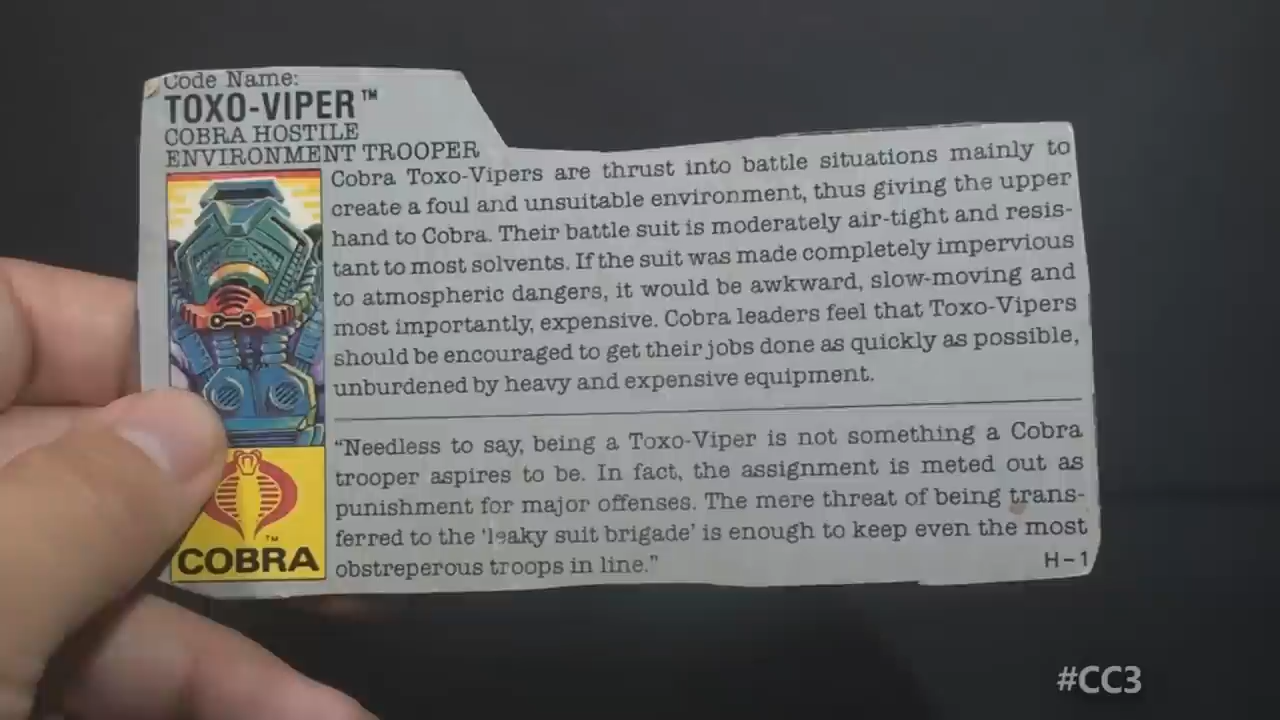 Code Name:
TOXO-VIPER™
COBRA HOSTILE
ENVIRONMENT TROOPER
Cobra Toxo-Vipers are thrust into battle situations mainly to
create a foul and unsuitable environment, thus giving the upper
hand to Cobra. Their battle suit is moderately air-tight and resis-
tant to most solvents. If the suit was made completely impervious
to atmospheric dangers, it would be awkward, slow-moving and
most importantly, expensive. Cobra leaders feel that Toxo-Vipers
should be encouraged to get their jobs done as quickly as possible,
unburdened by heavy and expensive equipment.
“Needless to say, being a Toxo-Viper is not something a Cobra
trooper aspires to be. In fact, the assignment is meted out as
punishment for major offenses. The mere threat of being trans-
ferred to the ‘leaky suit brigade’ is enough to keep even the most
obstreperous troops in line.”
™
COBRA
H-1
#CC3